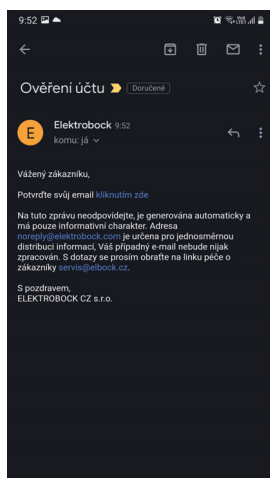 9:52
Ověření účtu
Doručené
Elektrobock 9:52
komu: já
E
Vážený zákazníku,
Potvrďte svůj email kliknutím zde
Na tuto zprávu neodpovídejte, je generována automaticky a
má pouze informativní charakter. Adresa
noreply@elektrobock.com je určena pro jednosměrnou
distribuci informací, Váš případný e-mail nebude nijak
zpracován. S dotazy se prosím obraťte na linku péče o
zákazníky servis@elbock.cz.
S pozdravem,
ELEKTROBOCK CZ s.r.o.